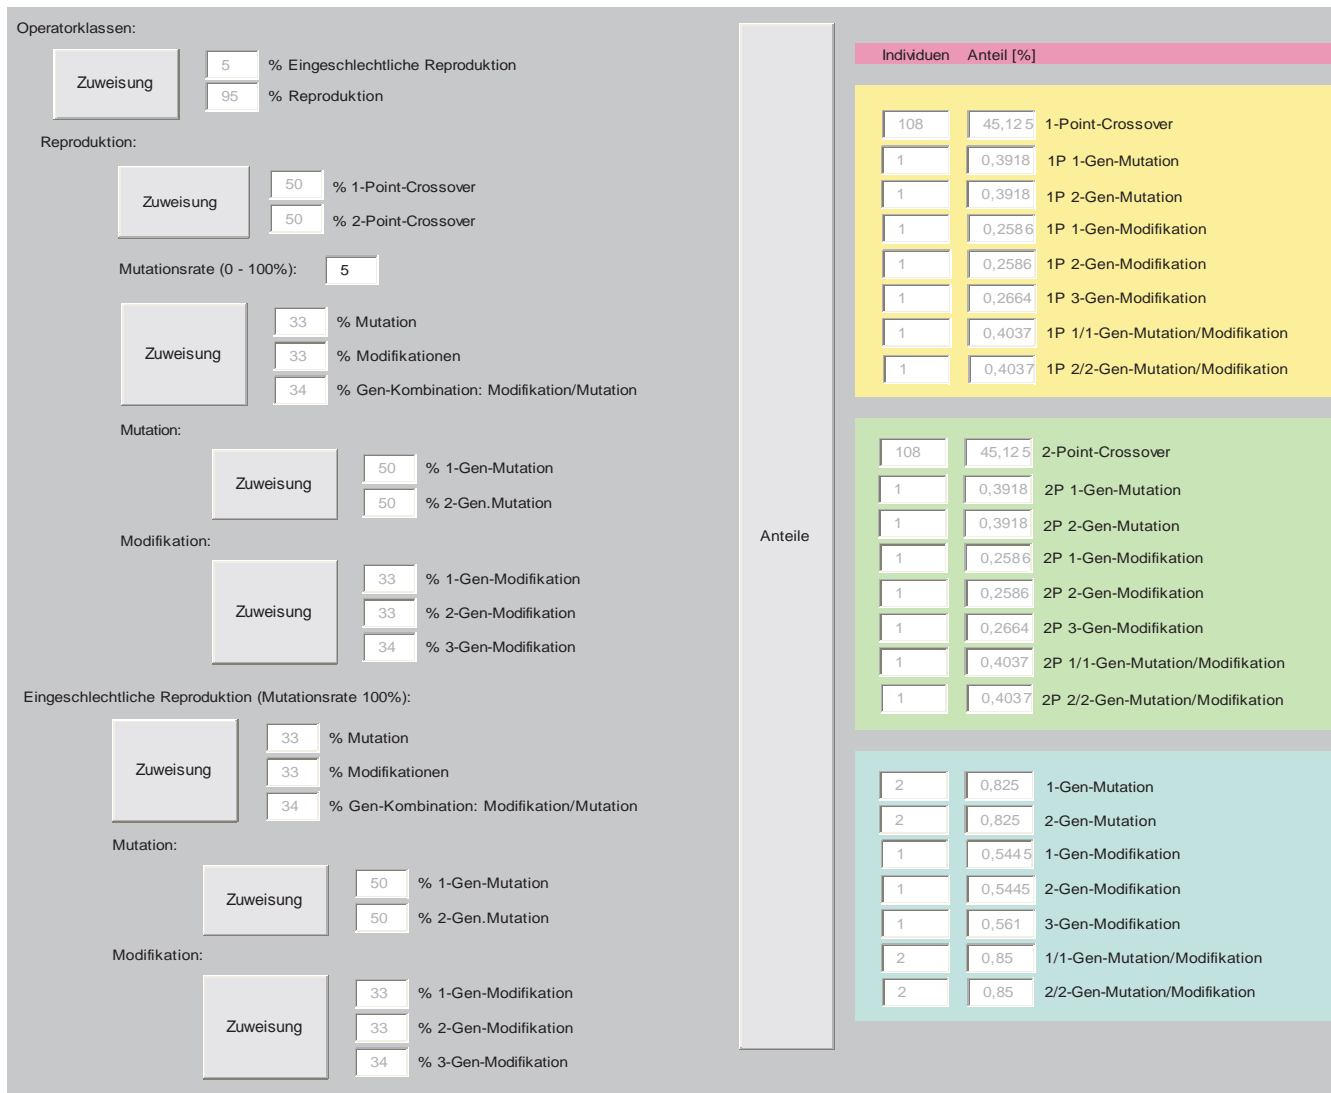 Operatorklassen:
Zuweisung
5 % Eingeschlechtliche Reproduktion
95 % Reproduktion
Reproduktion:
Zuweisung
50 % 1-Point-Crossover
50 % 2-Point-Crossover
Mutationsrate (0 - 100%): 5
Zuweisung
33 % Mutation
33 % Modifikationen
34 % Gen-Kombination: Modifikation/Mutation
Mutation:
Zuweisung
50 % 1-Gen-Mutation
50 % 2-Gen.Mutation
Modifikation:
Zuweisung
33 % 1-Gen-Modifikation
33 % 2-Gen-Modifikation
34 % 3-Gen-Modifikation
Eingeschlechtliche Reproduktion (Mutationsrate 100%):
Zuweisung
33 % Mutation
33 % Modifikationen
34 % Gen-Kombination: Modifikation/Mutation
Mutation:
Zuweisung
50 % 1-Gen-Mutation
50 % 2-Gen.Mutation
Modifikation:
Zuweisung
33 % 1-Gen-Modifikation
33 % 2-Gen-Modifikation
34 % 3-Gen-Modifikation
Anteile
Individuen Anteil [%]
108 45,125 1-Point-Crossover
1 0,3918 1P 1-Gen-Mutation
1 0,3918 1P 2-Gen-Mutation
1 0,2586 1P 1-Gen-Modifikation
1 0,2586 1P 2-Gen-Modifikation
1 0,2664 1P 3-Gen-Modifikation
1 0,4037 1P 1/1-Gen-Mutation/Modifikation
1 0,4037 1P 2/2-Gen-Mutation/Modifikation
108 45,125 2-Point-Crossover
1 0,3918 2P 1-Gen-Mutation
1 0,3918 2P 2-Gen-Mutation
1 0,2586 2P 1-Gen-Modifikation
1 0,2586 2P 2-Gen-Modifikation
1 0,2664 2P 3-Gen-Modifikation
1 0,4037 2P 1/1-Gen-Mutation/Modifikation
1 0,4037 2P 2/2-Gen-Mutation/Modifikation
2 0,825 1-Gen-Mutation
2 0,825 2-Gen-Mutation
1 0,5445 1-Gen-Modifikation
1 0,5445 2-Gen-Modifikation
1 0,561 3-Gen-Modifikation
2 0,85 1/1-Gen-Mutation/Modifikation
2 0,85 2/2-Gen-Mutation/Modifikation